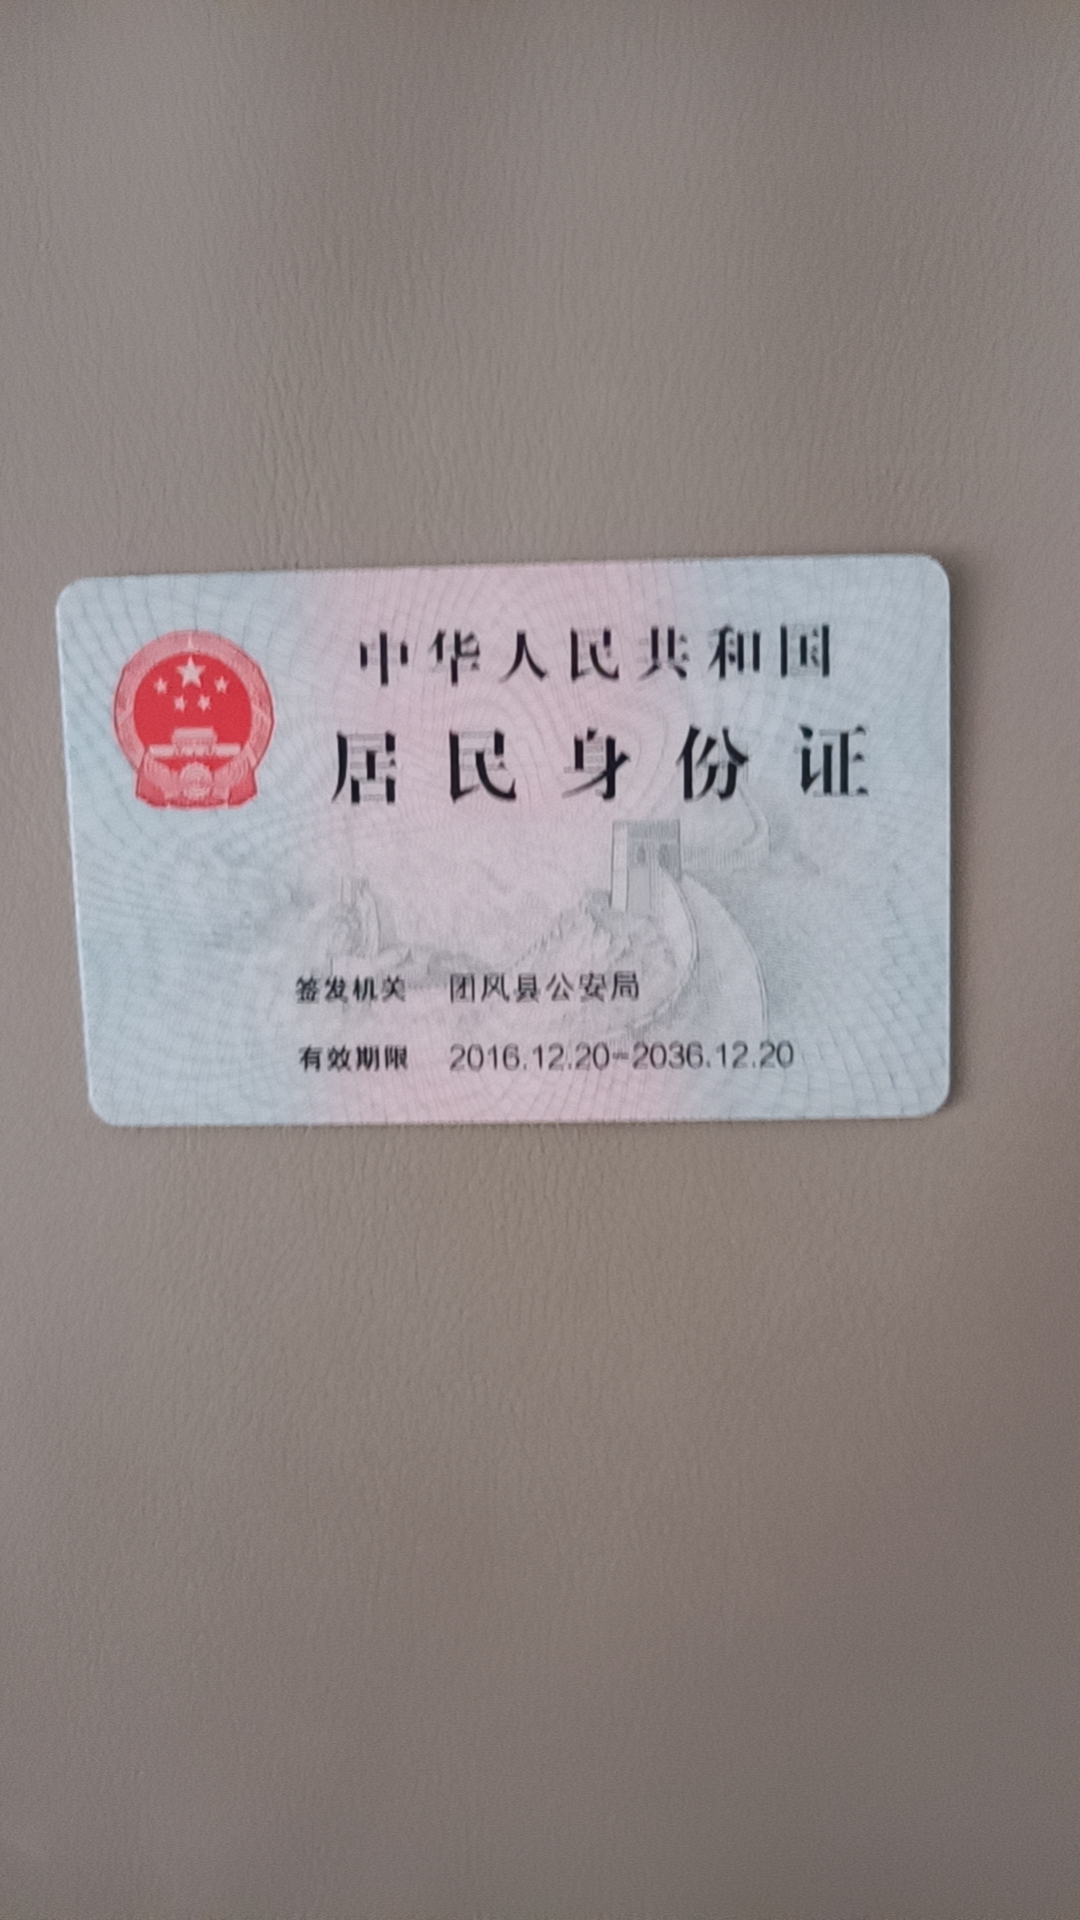 中华人民共和国
居民身份证
签发机关 团风县公安局
有效期限 2016.12.20-2036.12.20